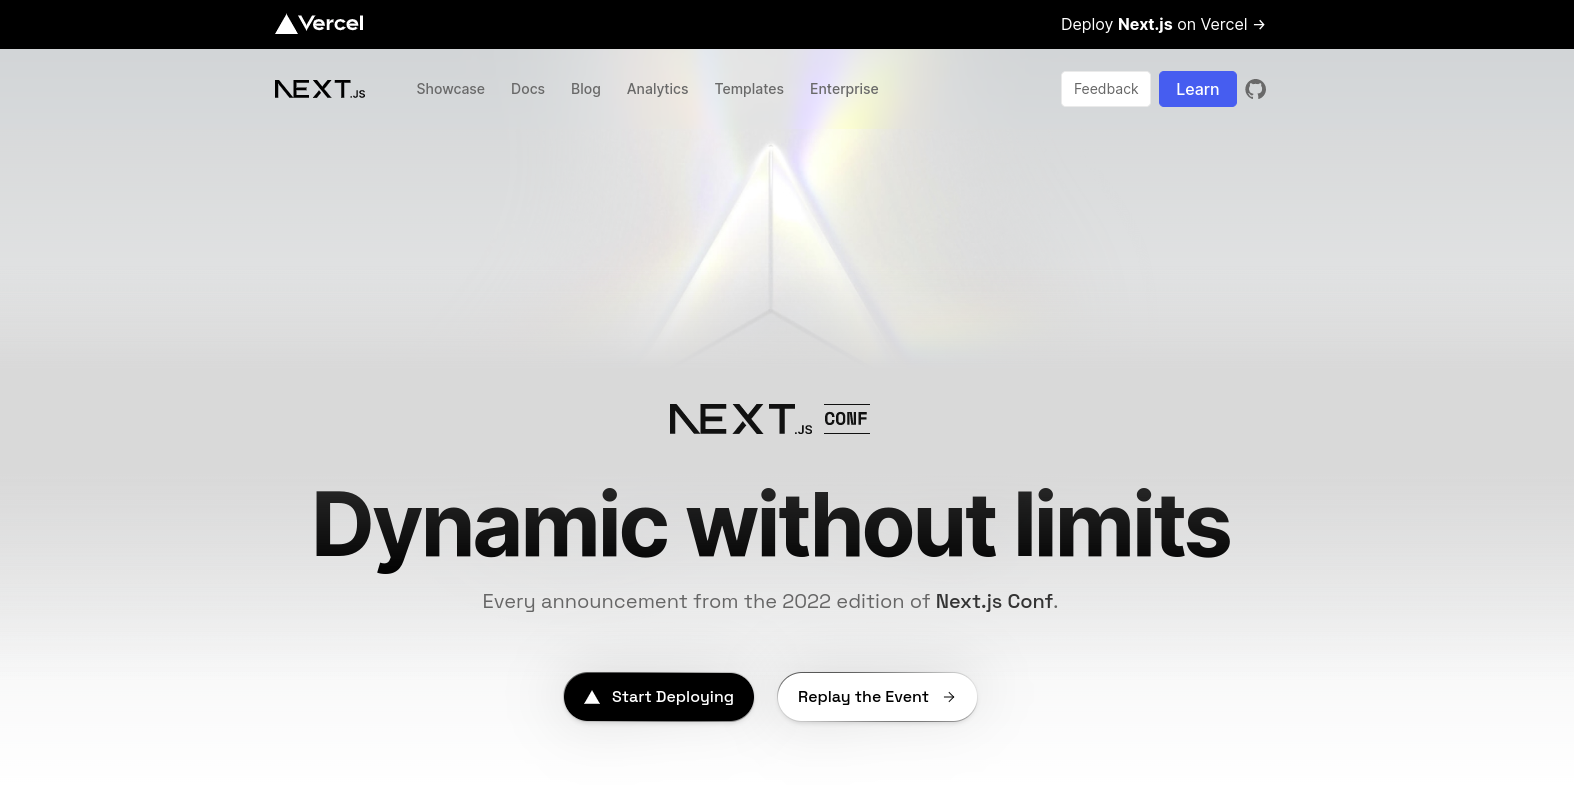 Vercel
Deploy Next.js on Vercel →
NEXT.JS
Showcase Docs Blog Analytics Templates Enterprise
Feedback Learn
NEXT.JS CONF
Dynamic without limits
Every announcement from the 2022 edition of Next.js Conf.
Start Deploying
Replay the Event →